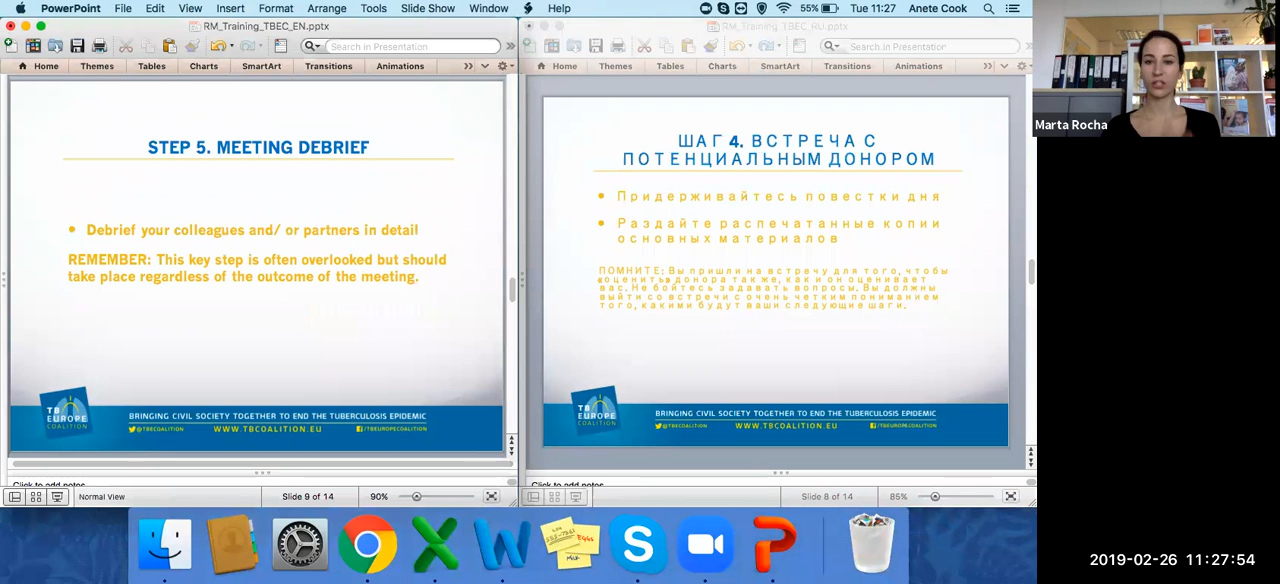 PowerPoint File Edit View Insert Format Arrange Tools Slide Show Window Help 55% Tue 11:27 Anete Cook
RM_Training_TBEC_EN.pptx
Search in Presentation
Home Themes Tables Charts SmartArt Transitions Animations
STEP 5. MEETING DEBRIEF
• Debrief your colleagues and/ or partners in detail
REMEMBER: This key step is often overlooked but should
take place regardless of the outcome of the meeting.
TB
EUROPE
COALITION
BRINGING CIVIL SOCIETY TOGETHER TO END THE TUBERCULOSIS EPIDEMIC
@TBECOALITION WWW.TBCOALITION.EU /TBEUROPECOALITION
Click to add notes
Normal View Slide 9 of 14 90%
RM_Training_TBEC_RU.pptx
Search in Presentation
Home Themes Tables Charts SmartArt Transitions Animations
ШАГ 4. ВСТРЕЧА С
ПОТЕНЦИАЛЬНЫМ ДОНОРОМ
• Придерживайтесь повестки дня
• Раздайте распечатанные копии
основных материалов
ПОМНИТЕ: Вы пришли на встречу для того, чтобы
«оценить» донора так же, как и он оценивает
вас. Не бойтесь задавать вопросы. Вы должны
выйти со встречи с очень четким пониманием
того, какими будут ваши следующие шаги.
TB
EUROPE
COALITION
BRINGING CIVIL SOCIETY TOGETHER TO END THE TUBERCULOSIS EPIDEMIC
@TBECOALITION WWW.TBCOALITION.EU /TBEUROPECOALITION
Click to add notes
Slide 8 of 14 85%
Marta Rocha
EGGS
MILK
2019-02-26 11:27:54